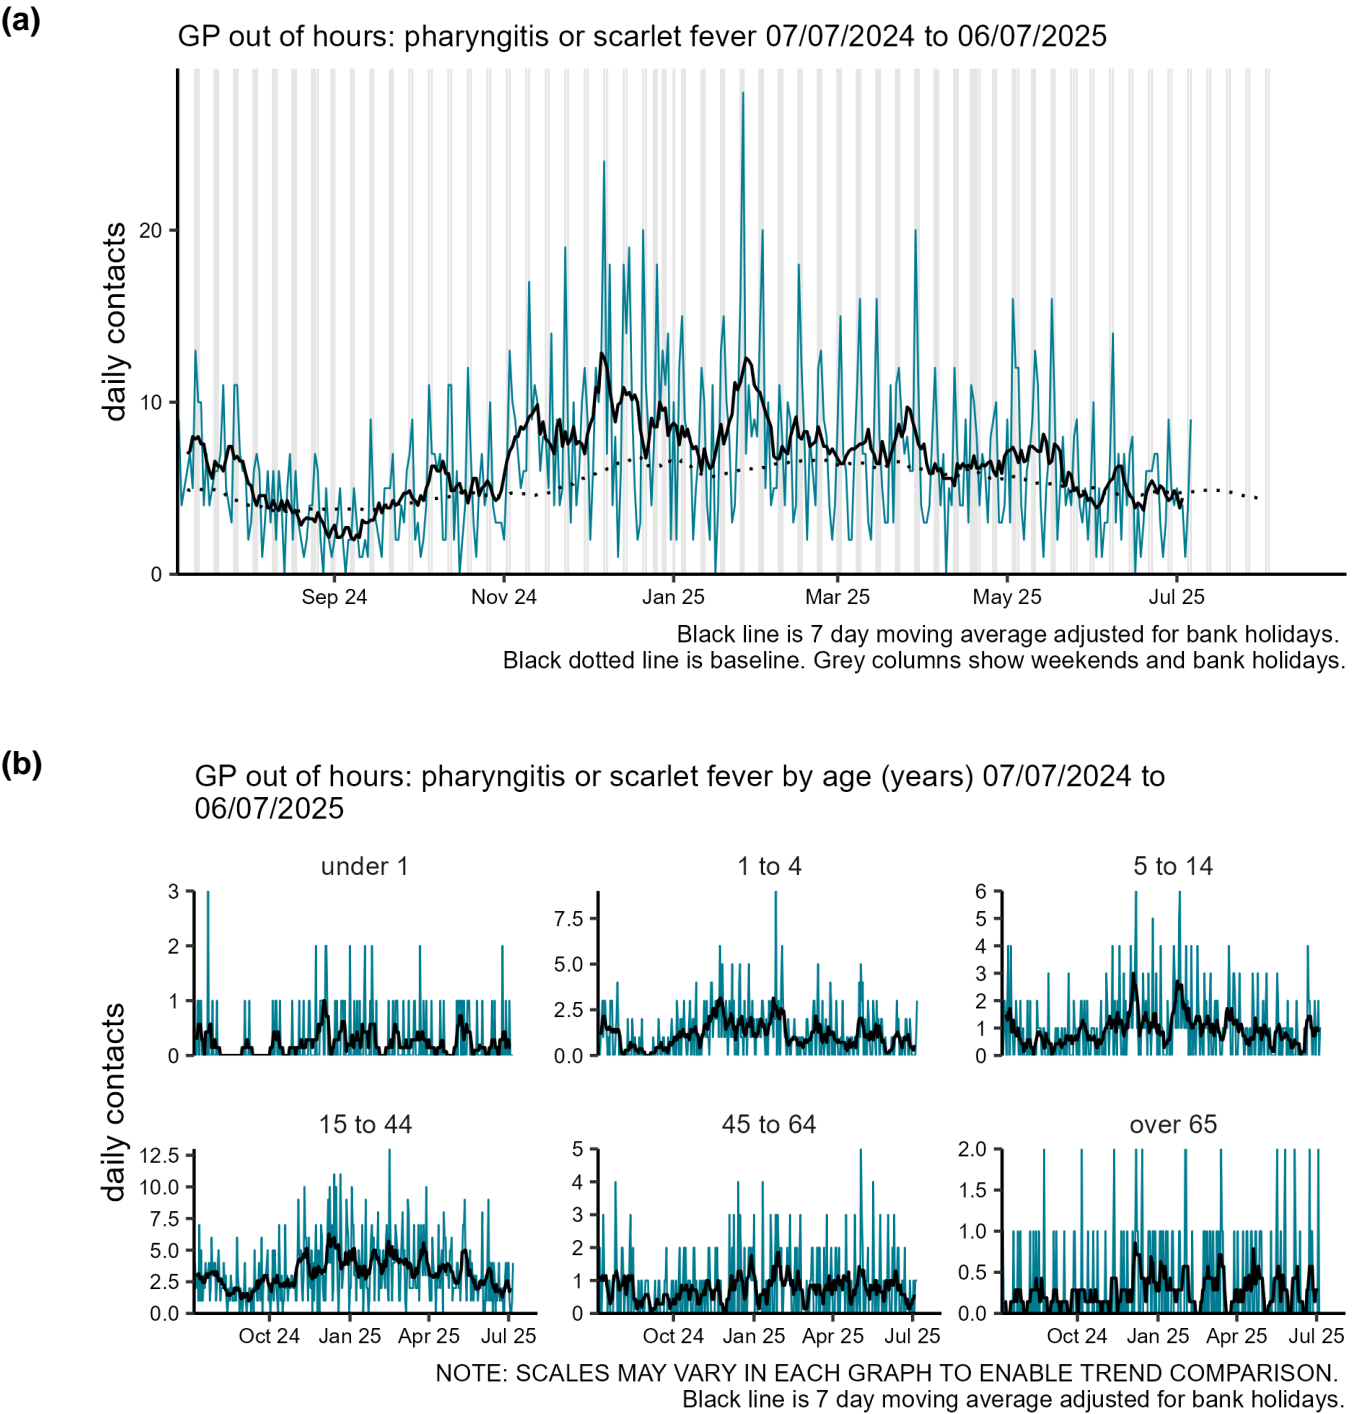 (a)
GP out of hours: pharyngitis or scarlet fever 07/07/2024 to 06/07/2025
daily contacts
20
10
0
Sep 24 Nov 24 Jan 25 Mar 25 May 25 Jul 25
Black line is 7 day moving average adjusted for bank holidays.
Black dotted line is baseline. Grey columns show weekends and bank holidays.
(b)
GP out of hours: pharyngitis or scarlet fever by age (years) 07/07/2024 to
06/07/2025
daily contacts
under 1
3
2
1
0
1 to 4
7.5
5.0
2.5
0.0
5 to 14
6
5
4
3
2
1
0
15 to 44
12.5
10.0
7.5
5.0
2.5
0.0
Oct 24 Jan 25 Apr 25 Jul 25
45 to 64
5
4
3
2
1
0
Oct 24 Jan 25 Apr 25 Jul 25
over 65
2.0
1.5
1.0
0.5
0.0
Oct 24 Jan 25 Apr 25 Jul 25
NOTE: SCALES MAY VARY IN EACH GRAPH TO ENABLE TREND COMPARISON.
Black line is 7 day moving average adjusted for bank holidays.